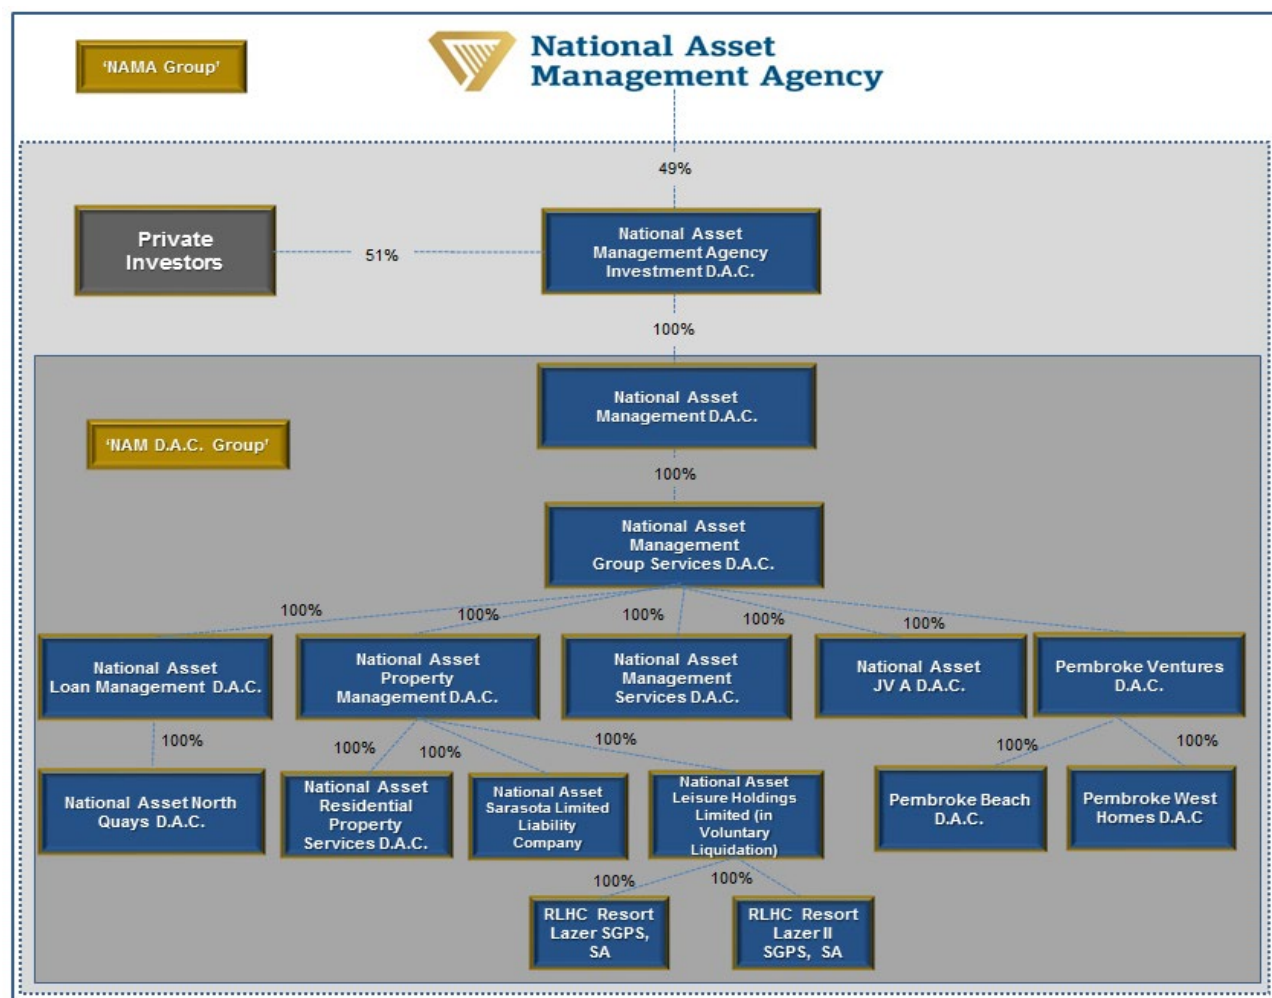 ‘NAMA Group’
National Asset
Management Agency
49%
Private
Investors
51%
National Asset
Management Agency
Investment D.A.C.
100%
National Asset
Management D.A.C.
‘NAM D.A.C. Group’
100%
National Asset
Management
Group Services D.A.C.
100%
100%
100%
100%
100%
National Asset
Loan Management D.A.C.
National Asset
Property
Management D.A.C.
National Asset
Management
Services D.A.C.
National Asset
JV A D.A.C.
Pembroke Ventures
D.A.C.
100%
100%
100%
100%
100%
100%
National Asset North
Quays D.A.C.
National Asset
Residential
Property
Services D.A.C.
National Asset
Sarasota Limited
Liability
Company
National Asset
Leisure Holdings
Limited (in
Voluntary
Liquidation)
Pembroke Beach
D.A.C.
Pembroke West
Homes D.A.C
100%
100%
RLHC Resort
Lazer SGPS,
SA
RLHC Resort
Lazer II
SGPS, SA